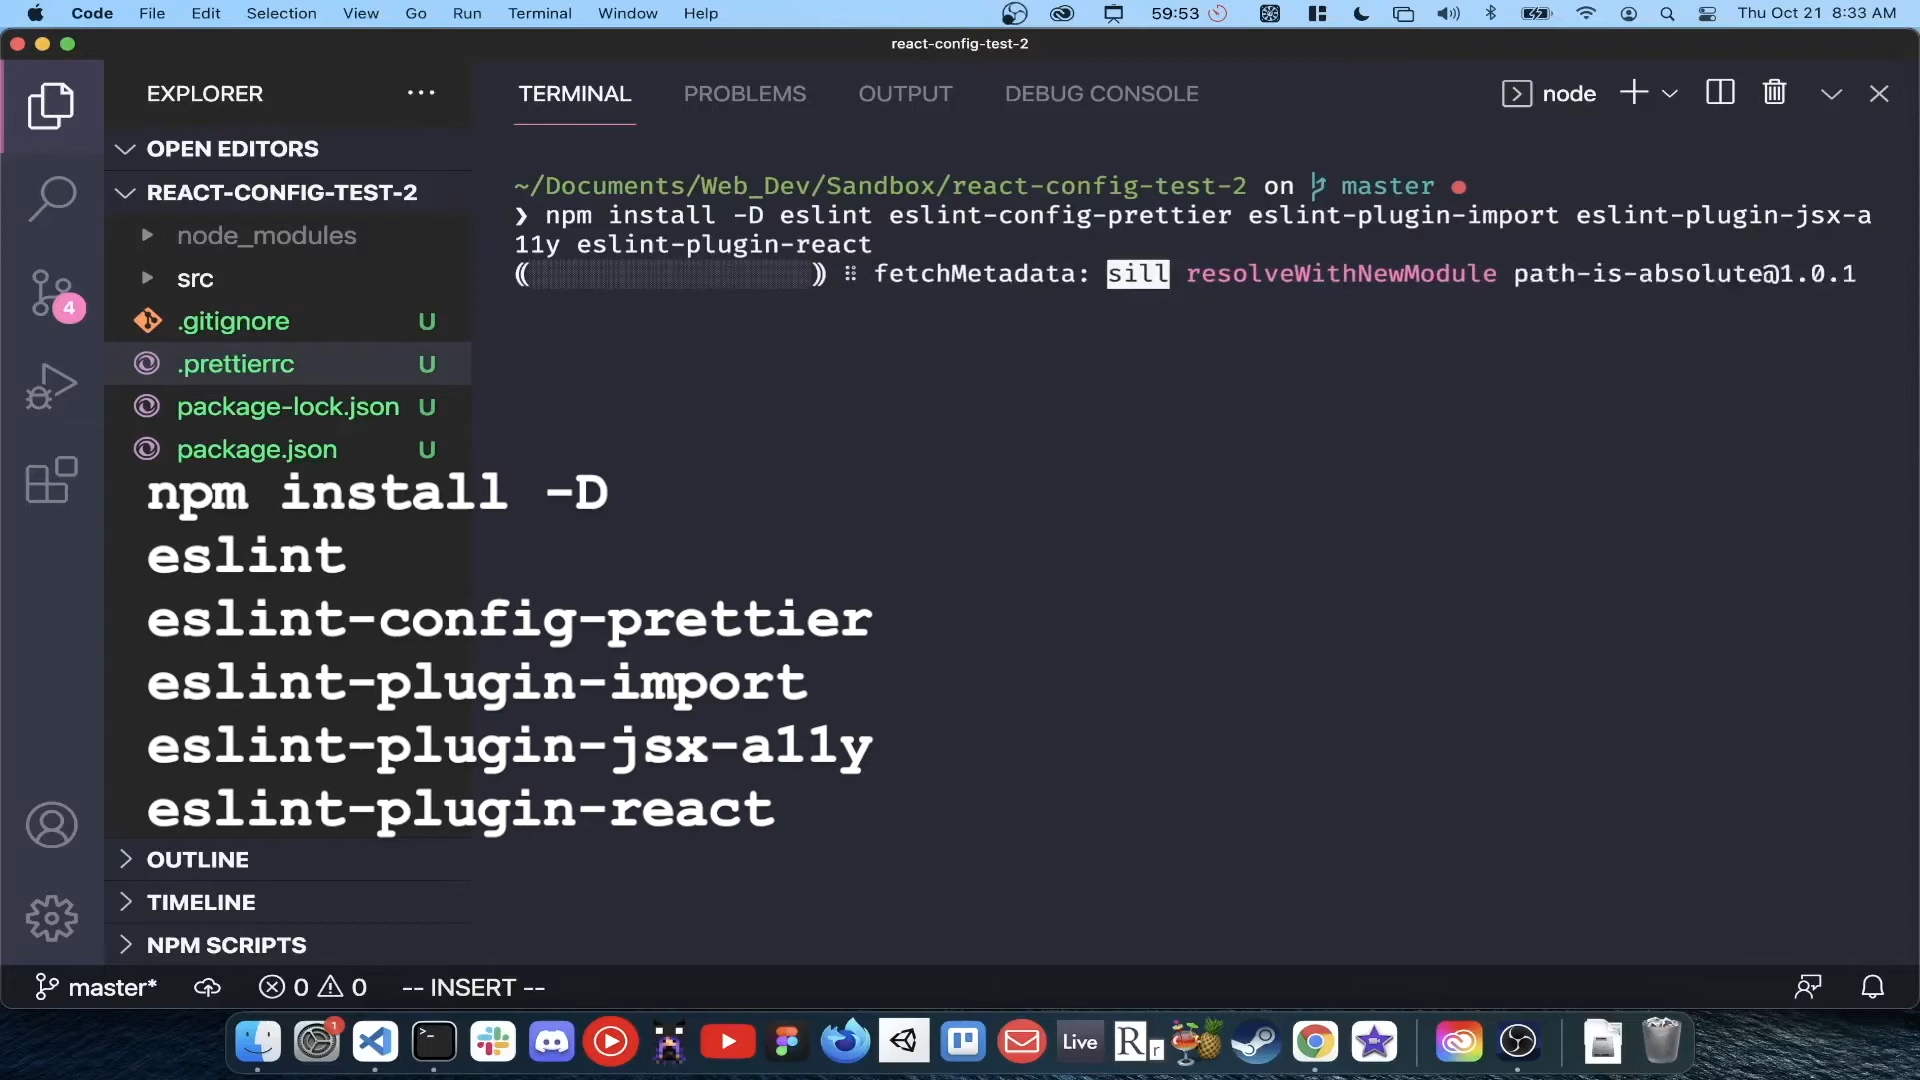 Code File Edit Selection View Go Run Terminal Window Help 59:53 Thu Oct 21 8:33 AM
react-config-test-2
EXPLORER ...
TERMINAL PROBLEMS OUTPUT DEBUG CONSOLE node
OPEN EDITORS
REACT-CONFIG-TEST-2
node_modules
src
.gitignore U
.prettierrc U
package-lock.json U
package.json U
4
~/Documents/Web_Dev/Sandbox/react-config-test-2 on master
❯ npm install -D eslint eslint-config-prettier eslint-plugin-import eslint-plugin-jsx-a
11y eslint-plugin-react
(░░░░░░░░░░░░░░░░░░) ⠿ fetchMetadata: sill resolveWithNewModule path-is-absolute@1.0.1
npm install -D
eslint
eslint-config-prettier
eslint-plugin-import
eslint-plugin-jsx-a11y
eslint-plugin-react
OUTLINE
TIMELINE
NPM SCRIPTS
master* 0 0 -- INSERT --
1
Live
R r